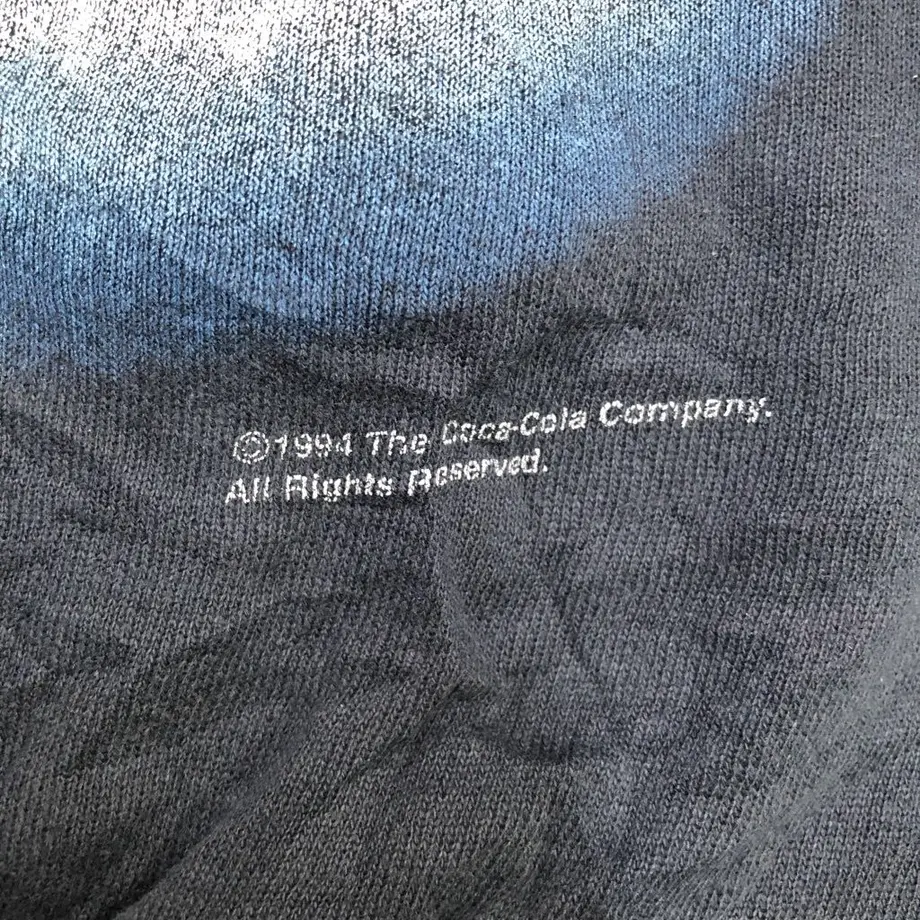 ©1994 The Coca-Cola Company.
All Rights Reserved.